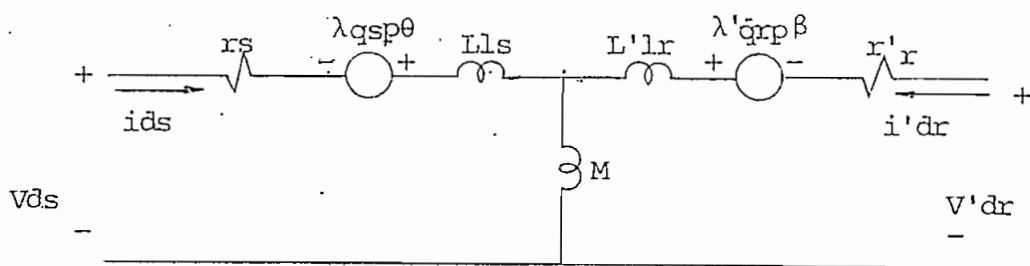 rs
λqspθ
Lls
L'lr
λ'qrpβ
r'r
+
-
+
+
-
+
ids
i'dr
M
Vds
V'dr
-
-